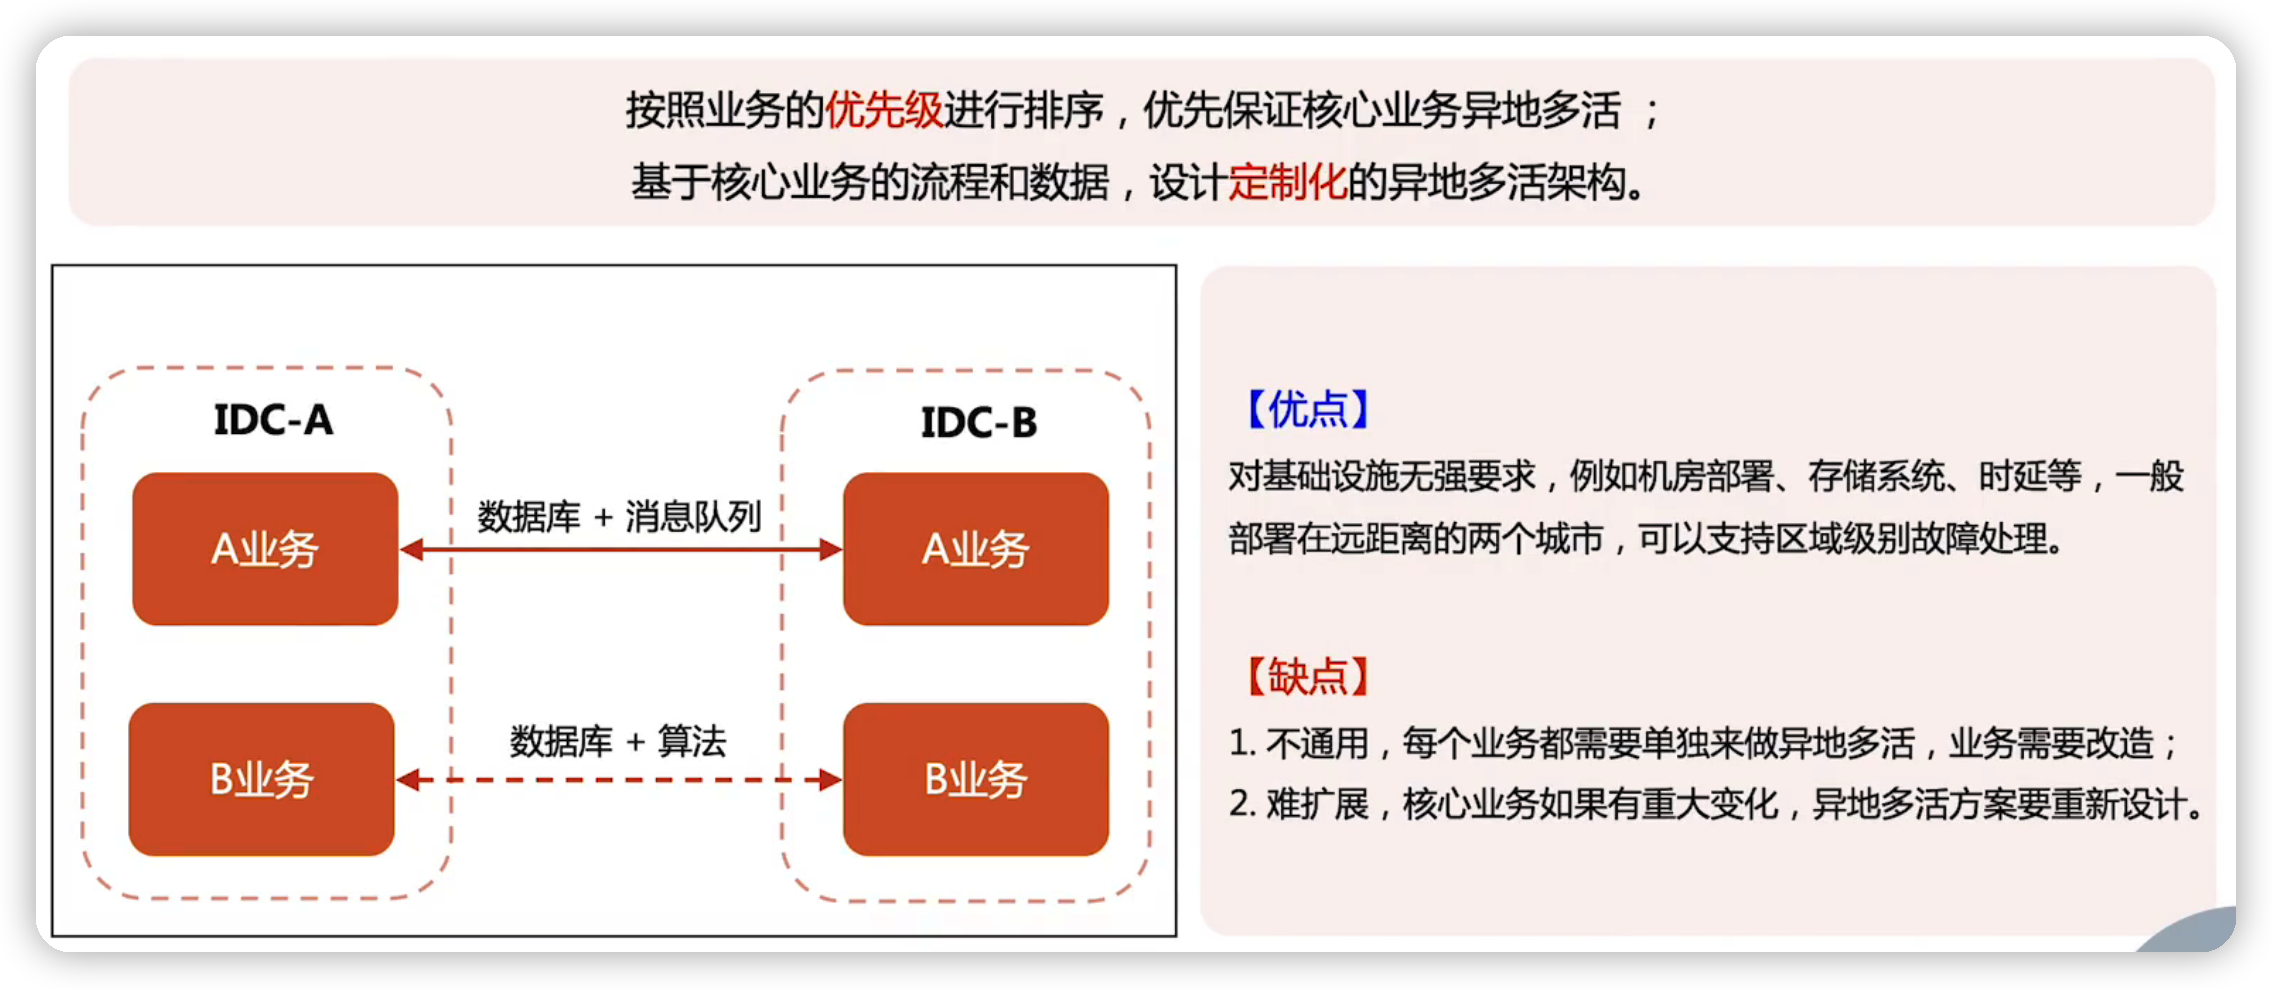 按照业务的优先级进行排序，优先保证核心业务异地多活 ；
基于核心业务的流程和数据，设计定制化的异地多活架构。
IDC-A
IDC-B
A业务
数据库 + 消息队列
A业务
B业务
数据库 + 算法
B业务
【优点】
对基础设施无强要求，例如机房部署、存储系统、时延等，一般
部署在远距离的两个城市，可以支持区域级别故障处理。
【缺点】
1. 不通用，每个业务都需要单独来做异地多活，业务需要改造；
2. 难扩展，核心业务如果有重大变化，异地多活方案要重新设计。